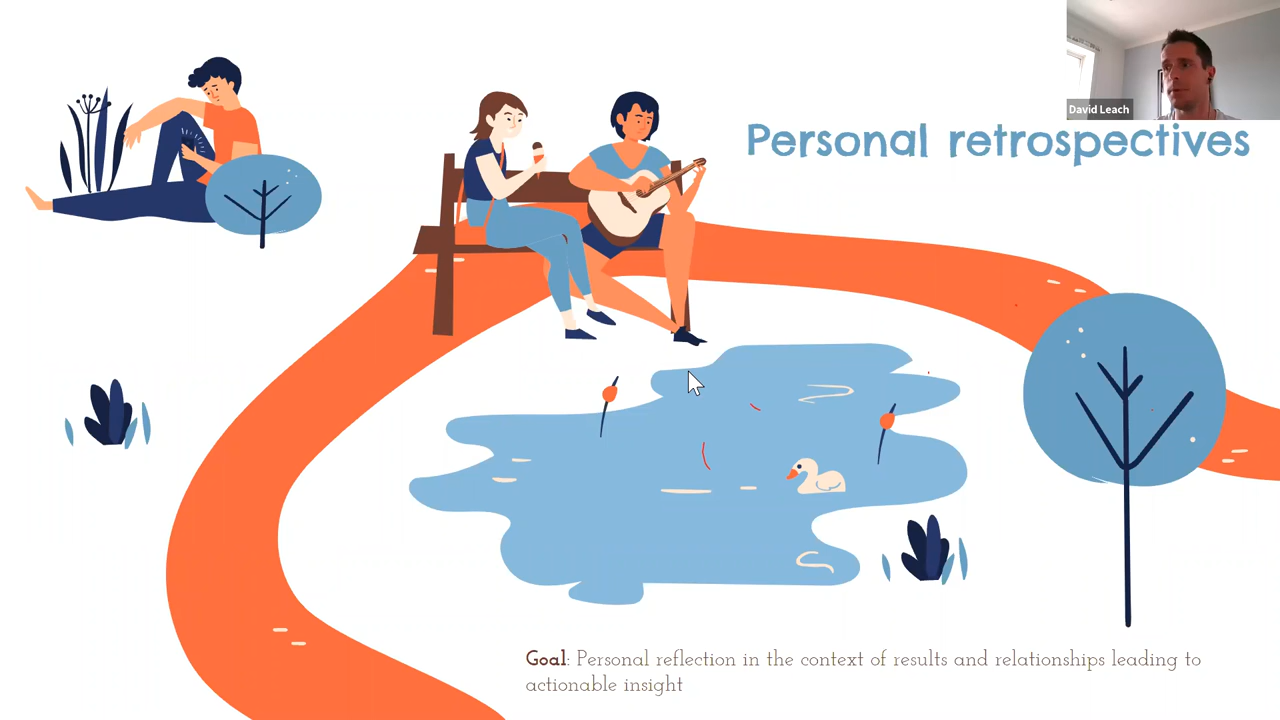 David Leach
Personal retrospectives
Goal: Personal reflection in the context of results and relationships leading to
actionable insight